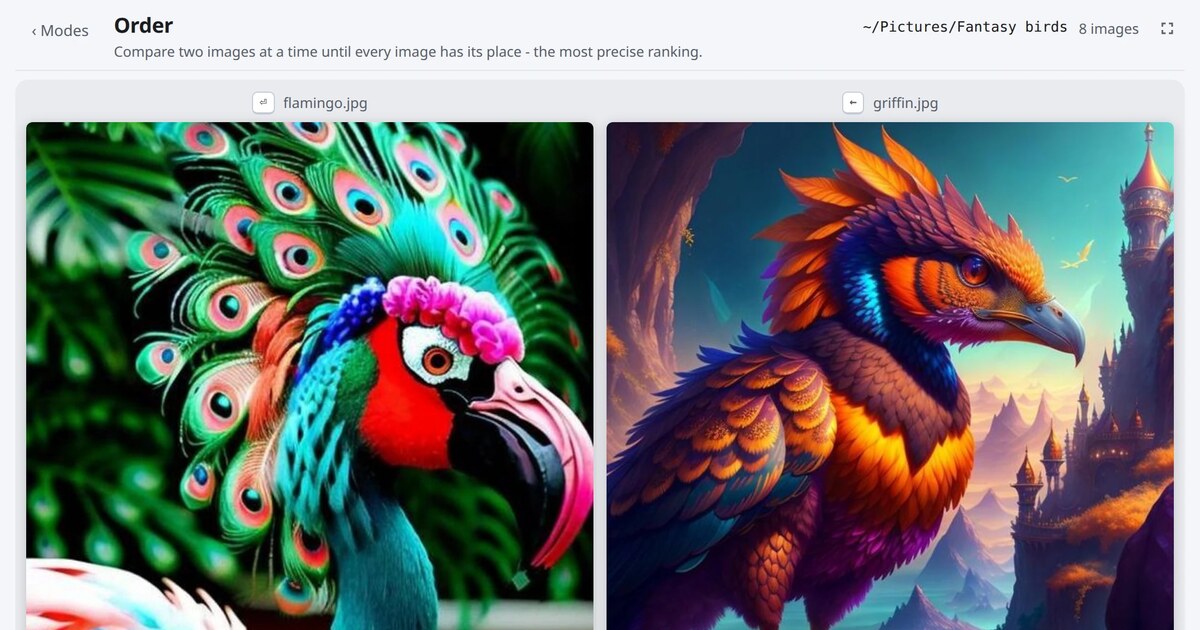 ‹ Modes
Order
~/Pictures/Fantasy birds
8 images
Compare two images at a time until every image has its place - the most precise ranking.
⏎ flamingo.jpg
← griffin.jpg